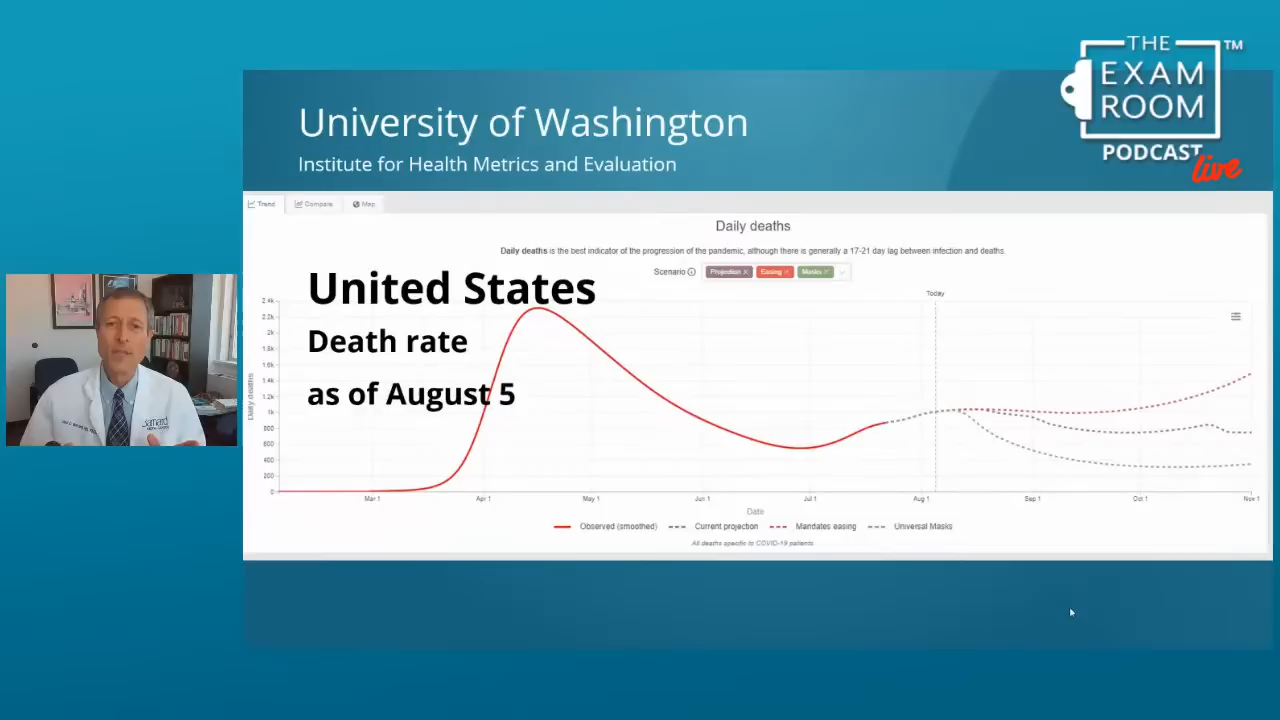 THE
EXAM
ROOM
PODCAST
live
TM
University of Washington
Institute for Health Metrics and Evaluation
Trend Compare Map
Daily deaths
Daily deaths is the best indicator of the progression of the pandemic, although there is generally a 17-21 day lag between infection and deaths.
Scenario Projection Easing Masks
United States
Death rate
as of August 5
Today
2.4k
2.2k
2k
1.8k
1.6k
1.4k
1.2k
1k
800
600
400
200
0
Daily deaths
Mar 1 Apr 1 May 1 Jun 1 Jul 1 Aug 1 Sep 1 Oct 1 Nov 1
Date
Observed (smoothed) Current projection Mandates easing Universal Masks
All deaths specific to COVID-19 patients